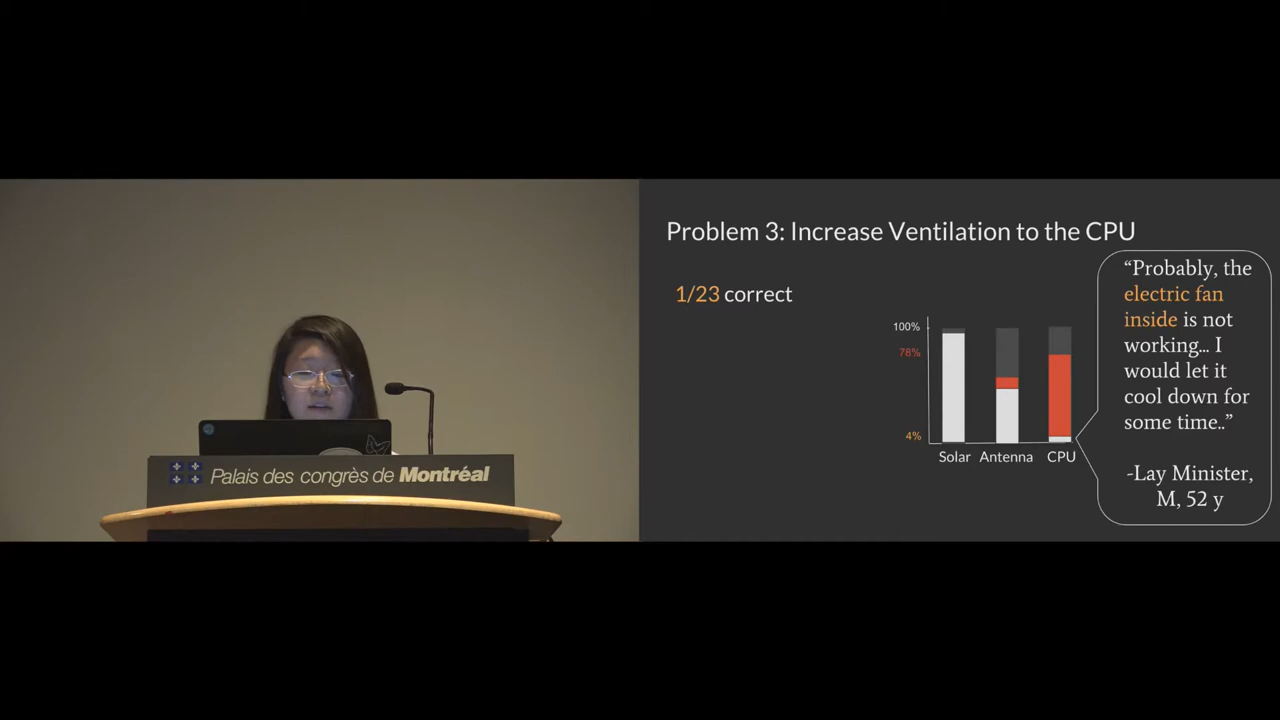 Problem 3: Increase Ventilation to the CPU
1/23 correct
100%
78%
4%
Solar
Antenna
CPU
“Probably, the
electric fan
inside is not
working… I
would let it
cool down for
some time..”
-Lay Minister,
M, 52 y
Palais des congrès de Montréal